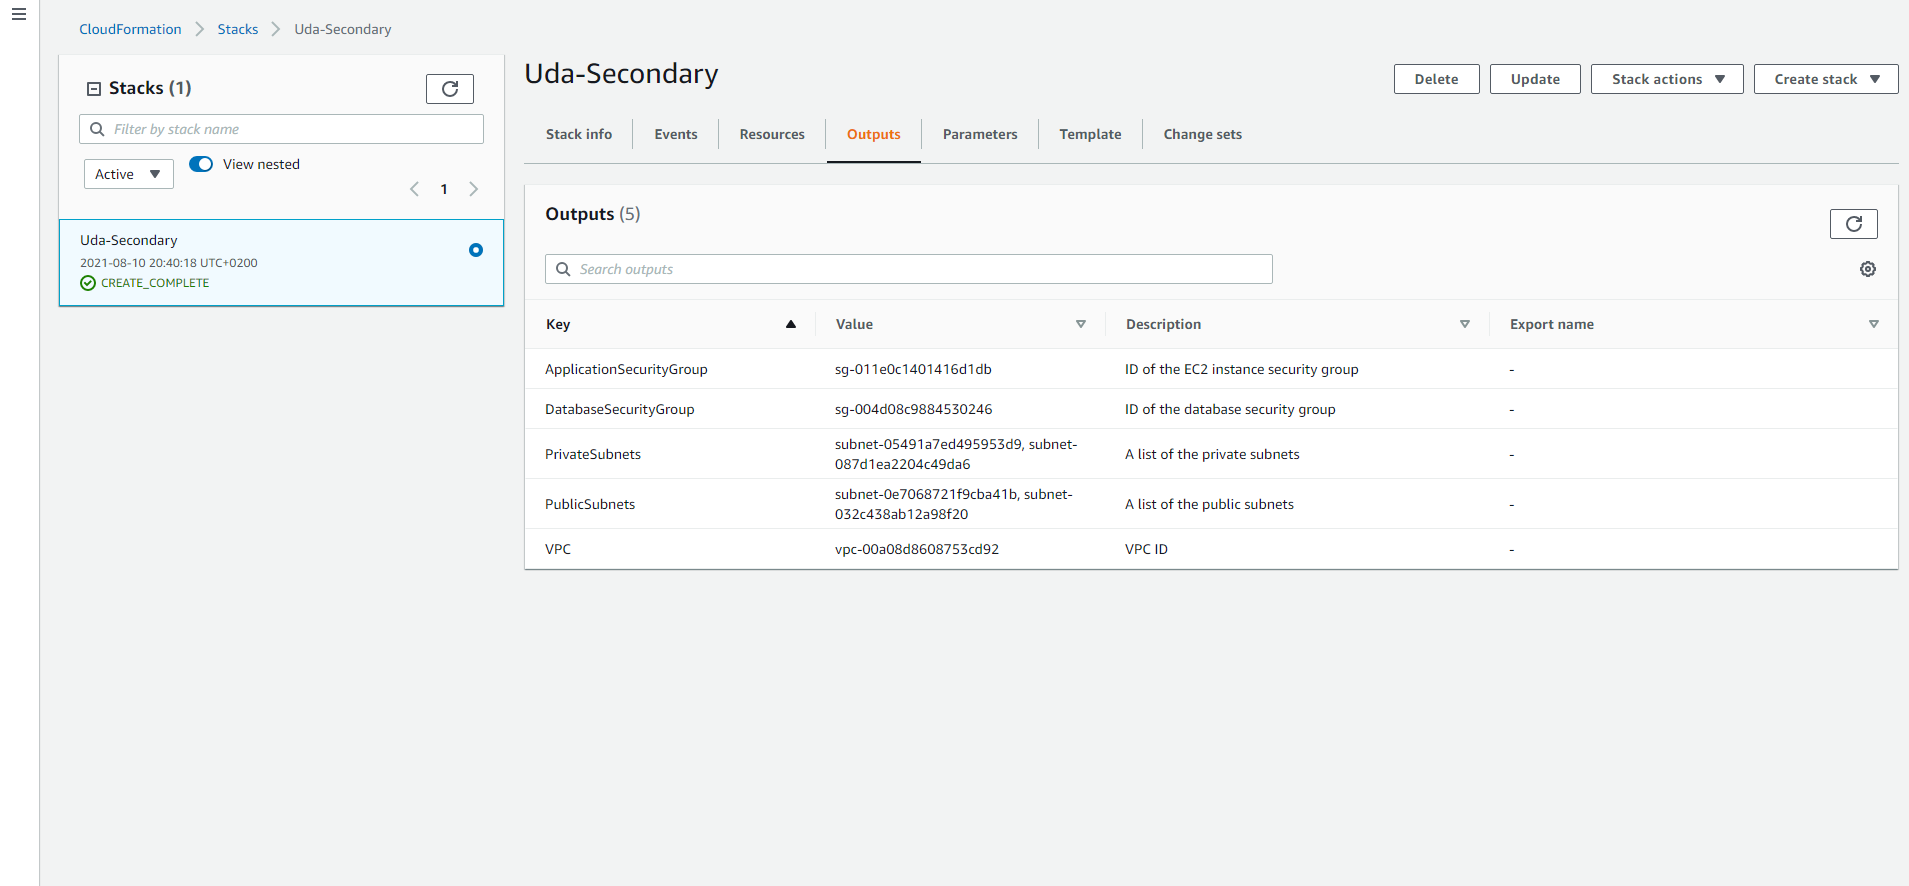 CloudFormation > Stacks > Uda-Secondary
Stacks (1)
Filter by stack name
Active
View nested
1
Uda-Secondary
2021-08-10 20:40:18 UTC+0200
CREATE_COMPLETE
Uda-Secondary
Delete
Update
Stack actions
Create stack
Stack info
Events
Resources
Outputs
Parameters
Template
Change sets
Outputs (5)
Search outputs
Key Value Description Export name
ApplicationSecurityGroup sg-011e0c1401416d1db ID of the EC2 instance security group -
DatabaseSecurityGroup sg-004d08c9884530246 ID of the database security group -
PrivateSubnets subnet-05491a7ed495953d9, subnet-
087d1ea2204c49da6 A list of the private subnets -
PublicSubnets subnet-0e7068721f9cba41b, subnet-
032c438ab12a98f20 A list of the public subnets -
VPC vpc-00a08d8608753cd92 VPC ID -